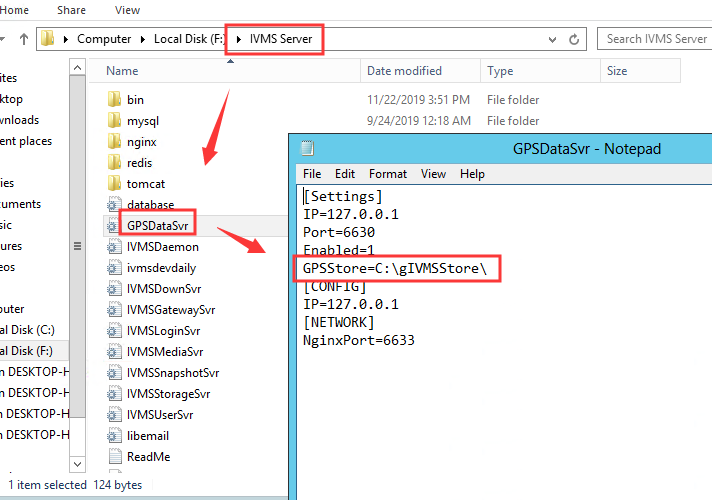 Home Share View
Computer Local Disk (F:) IVMS Server
Search IVMS Server
Name Date modified Type Size
bin 11/22/2019 3:51 PM File folder
mysql 9/24/2019 12:18 AM File folder
nginx
redis
tomcat
database
GPSDataSvr
IVMSDaemon
ivmsdevdaily
IVMSDownSvr
IVMSGatewaySvr
IVMSLoginSvr
IVMSMediaSvr
IVMSSnapshotSvr
IVMSStorageSvr
IVMSUserSvr
libemail
ReadMe
ites
ktop
wnloads
ent places
ries
cuments
sic
ures
eos
puter
al Disk (C:)
al Disk (F:)
n DESKTOP-H
n DESKTOP-H
n DESKTOP-H
n DESKTOP-H
1 item selected 124 bytes
GPSDataSvr - Notepad
File Edit Format View Help
[Settings]
IP=127.0.0.1
Port=6630
Enabled=1
GPSStore=C:\gIVMSStore\
[CONFIG]
IP=127.0.0.1
[NETWORK]
NginxPort=6633